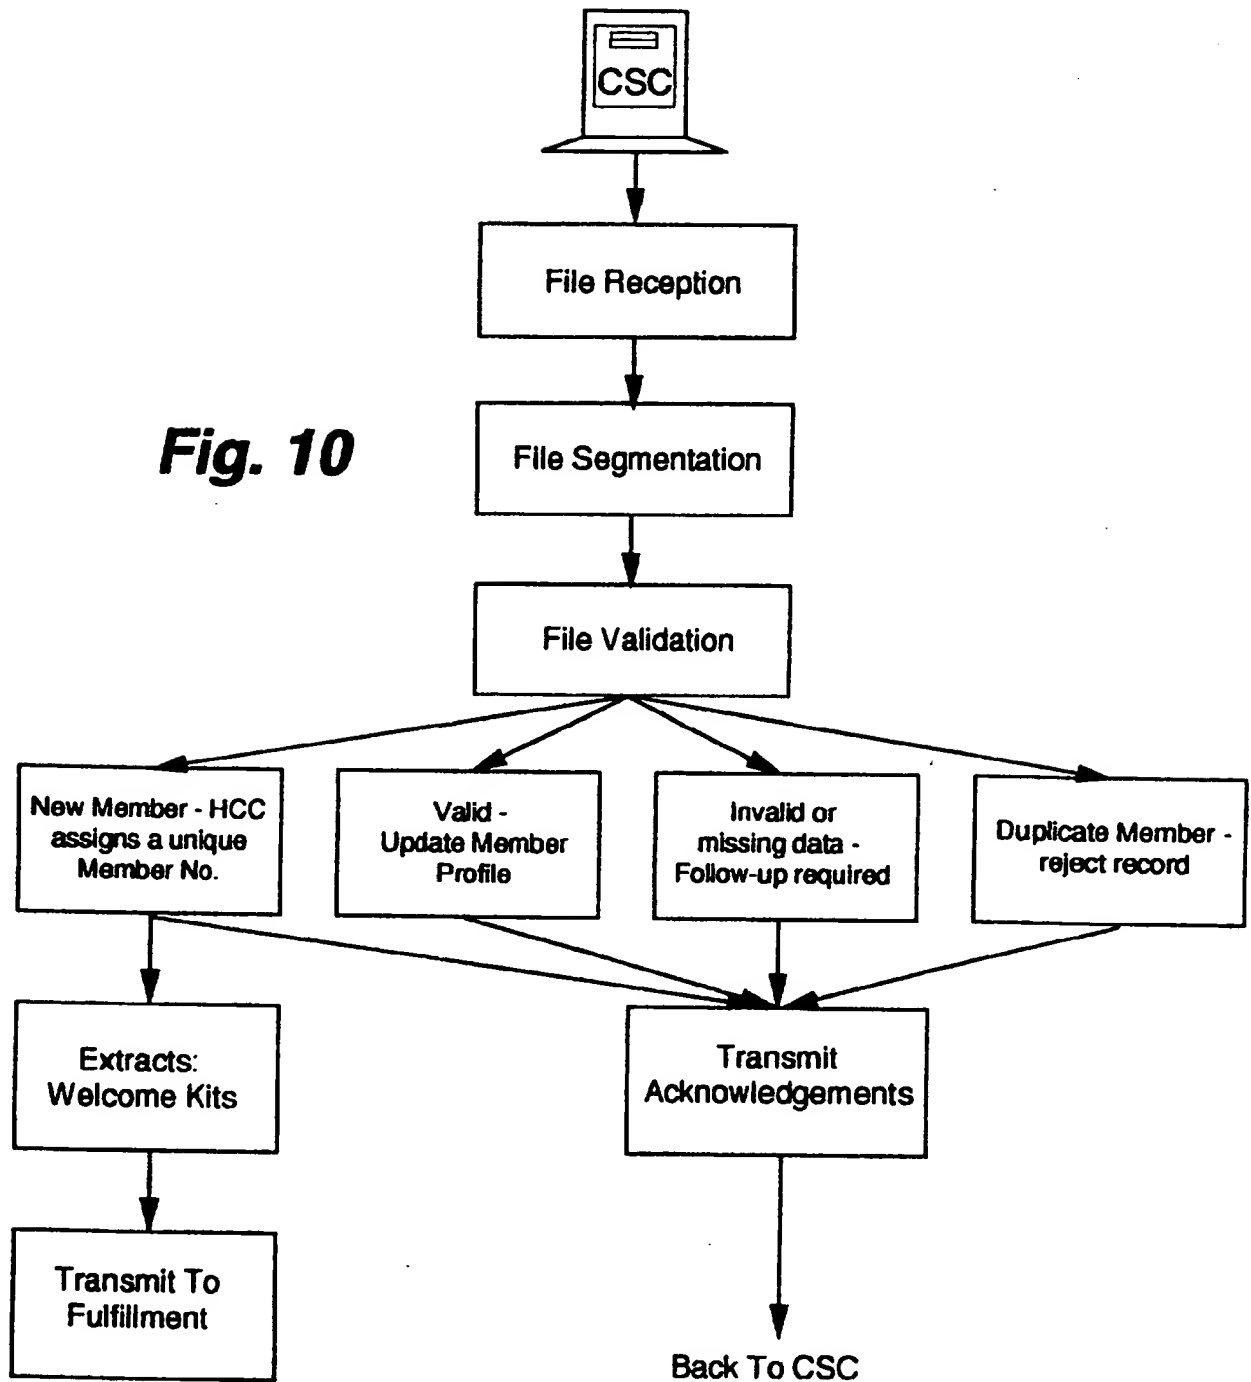 CSC
File Reception
Fig. 10
File Segmentation
File Validation
New Member - HCC
assigns a unique
Member No.
Valid -
Update Member
Profile
Invalid or
missing data -
Follow-up required
Duplicate Member -
reject record
Extracts:
Welcome Kits
Transmit
Acknowledgements
Transmit To
Fulfillment
Back To CSC